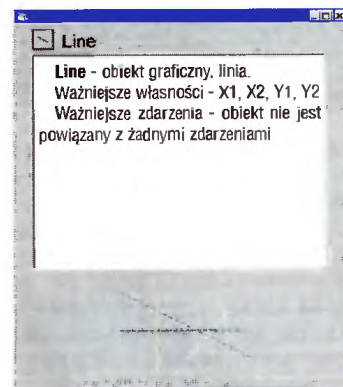 Line
Line - obiekt graficzny, linia.
Ważniejsze własności - X1, X2, Y1, Y2
Ważniejsze zdarzenia - obiekt nie jest
powiązany z żadnymi zdarzeniami